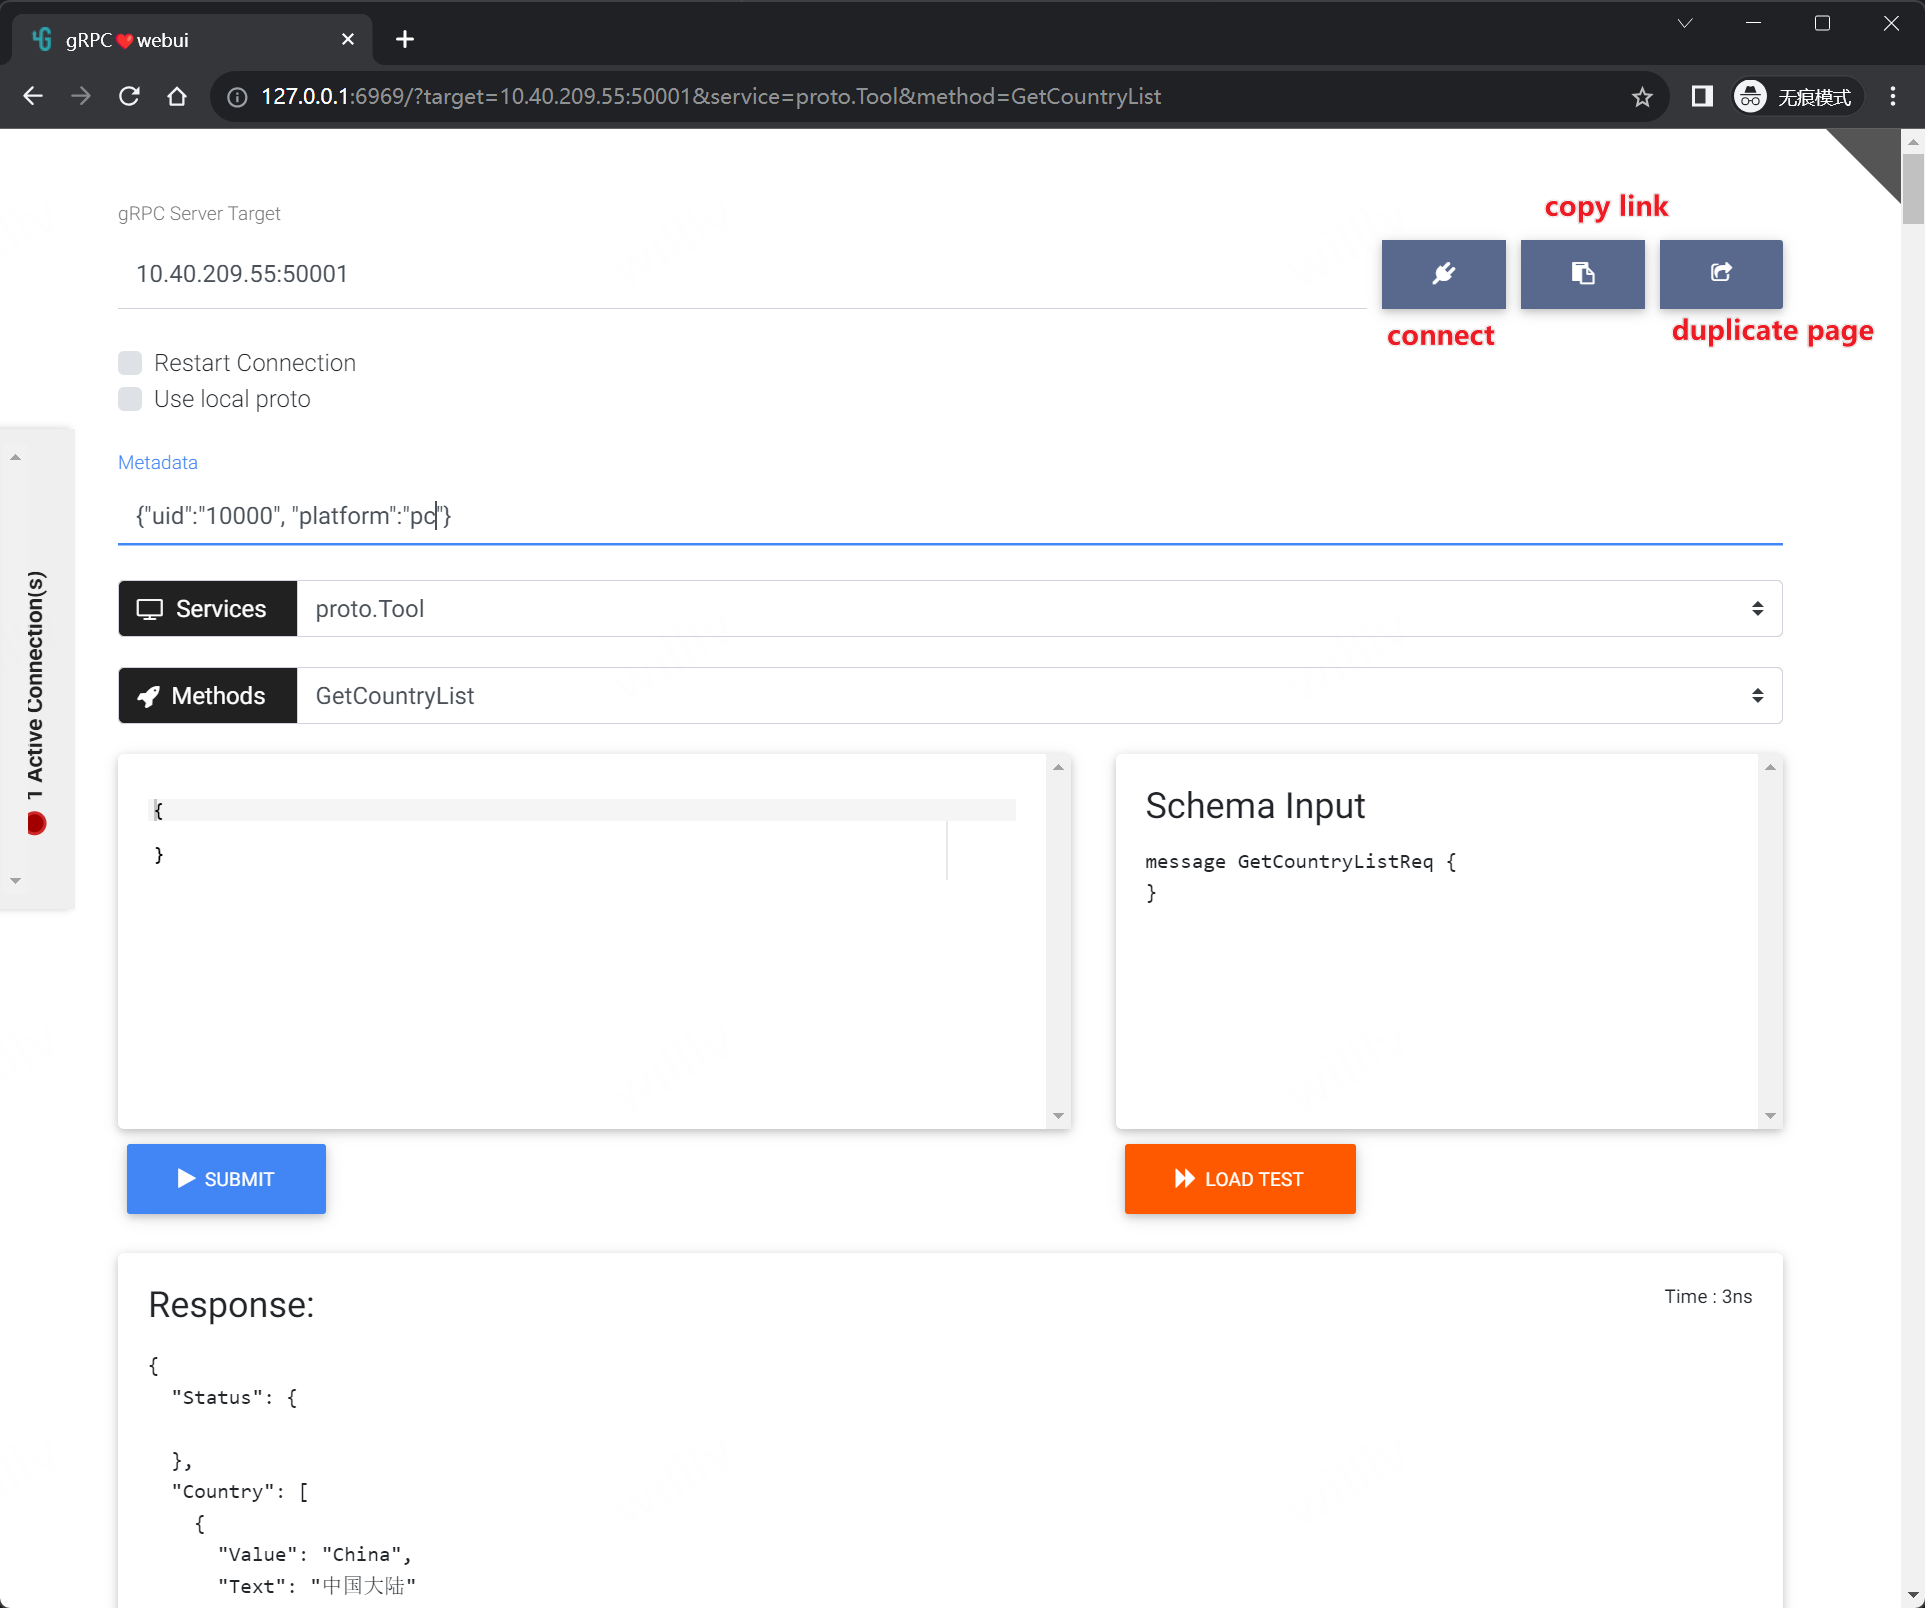 gRPC❤️webui
127.0.0.1:6969/?target=10.40.209.55:50001&service=proto.Tool&method=GetCountryList
无痕模式
gRPC Server Target
copy link
10.40.209.55:50001
connect
duplicate page
Restart Connection
Use local proto
Metadata
{"uid":"10000", "platform":"pc"}
1 Active Connection(s)
Services
proto.Tool
Methods
GetCountryList
{
}
Schema Input
message GetCountryListReq {
}
SUBMIT
LOAD TEST
Response:
Time : 3ns
{
"Status": {
},
"Country": [
{
"Value": "China",
"Text": "中国大陆"